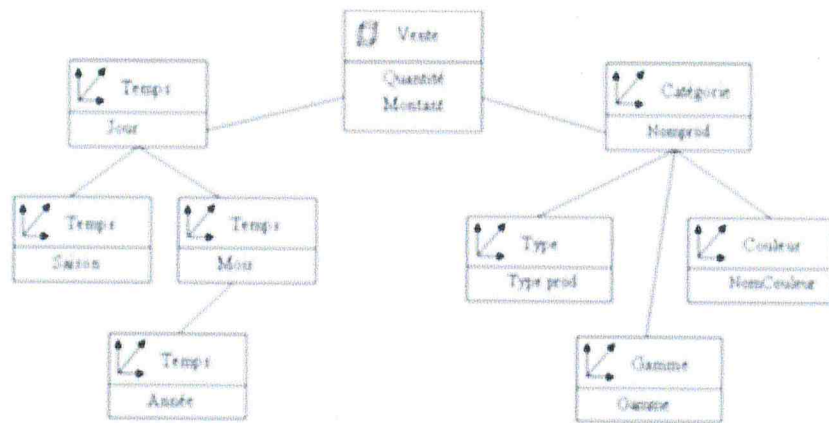 Vente
Quantité
Montant
Temps
Jour
Catégorie
Nomprod
Temps
Saison
Temps
Mois
Type
Type prod
Couleur
NomCouleur
Temps
Année
Gamme
Gamme